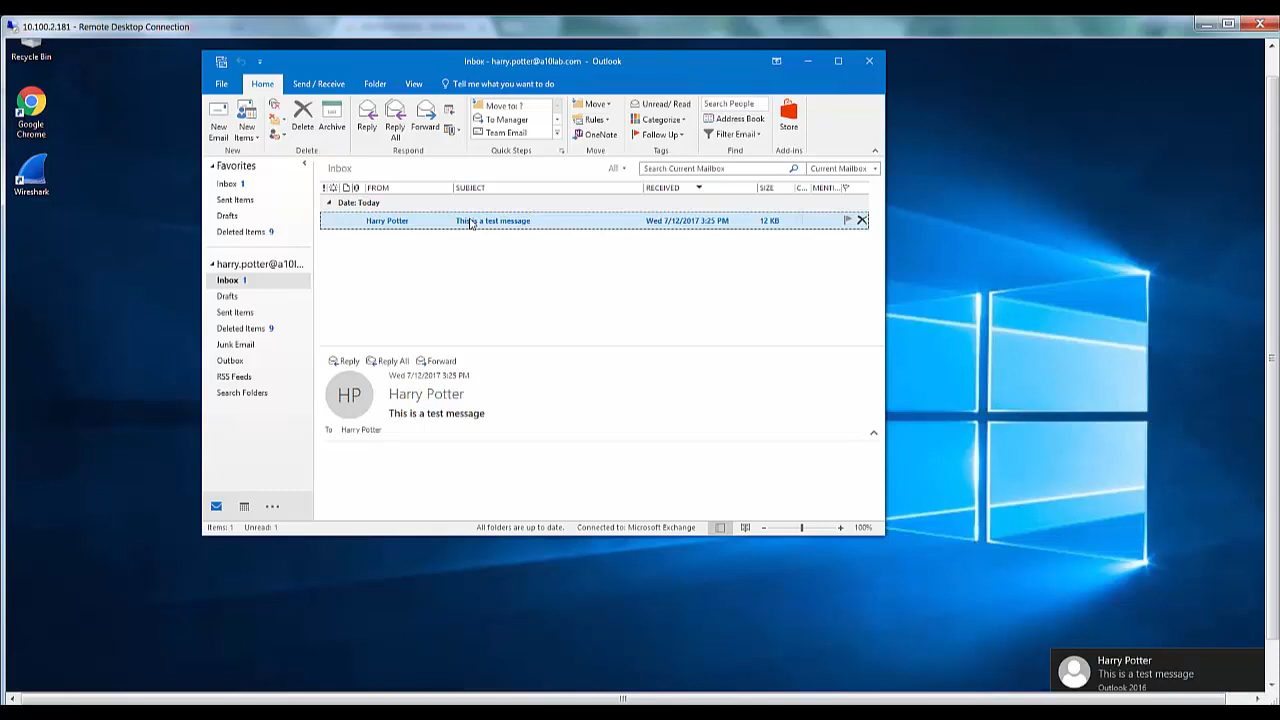 10.100.2.181 - Remote Desktop Connection
Recycle Bin
Google
Chrome
Wireshark
Inbox - harry.potter@a10lab.com - Outlook
File Home Send / Receive Folder View Tell me what you want to do
New
Email
New
Items
New
Delete
Archive
Delete
Reply
Reply
All
Forward
Respond
Move to: ?
To Manager
Team Email
Quick Steps
Move
Rules
OneNote
Move
Unread/ Read
Categorize
Follow Up
Tags
Search People
Address Book
Filter Email
Find
Store
Add-ins
Favorites
Inbox 1
Sent Items
Drafts
Deleted Items 9
harry.potter@a10l...
Inbox 1
Drafts
Sent Items
Deleted Items 9
Junk Email
Outbox
RSS Feeds
Search Folders
Inbox All Search Current Mailbox Current Mailbox
FROM SUBJECT RECEIVED SIZE C... MENTI...
Date: Today
Harry Potter This is a test message Wed 7/12/2017 3:25 PM 12 KB
Reply Reply All Forward
Wed 7/12/2017 3:25 PM
HP
Harry Potter
This is a test message
To Harry Potter
Items: 1 Unread: 1 All folders are up to date. Connected to: Microsoft Exchange 100%
Harry Potter
This is a test message
Outlook 2016